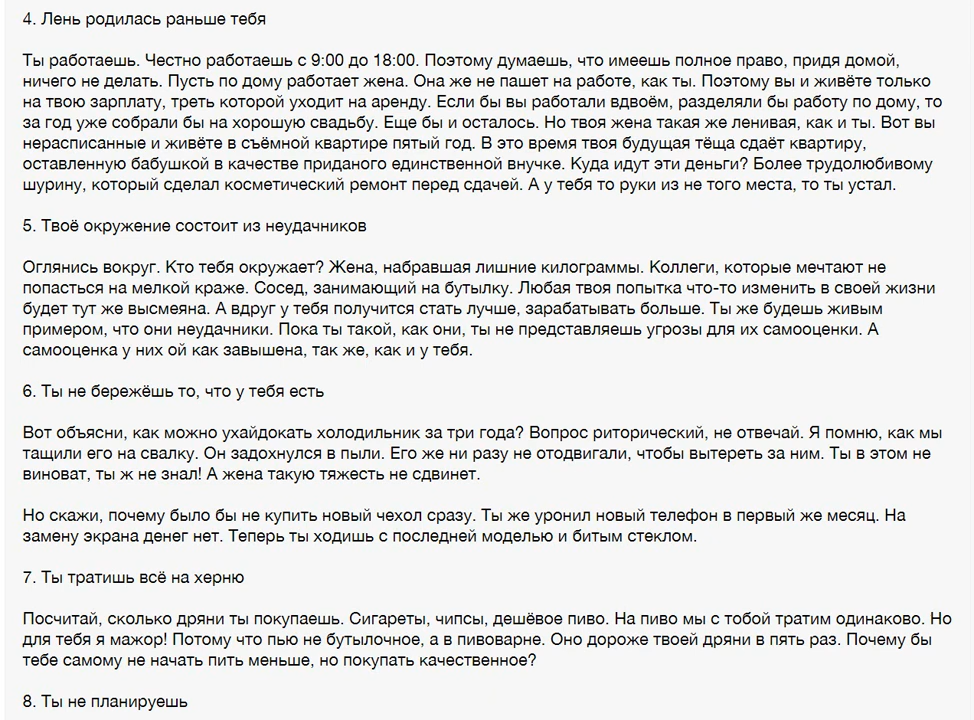 4. Лень родилась раньше тебя
Ты работаешь. Честно работаешь с 9:00 до 18:00. Поэтому думаешь, что имеешь полное право, придя домой,
ничего не делать. Пусть по дому работает жена. Она же не пашет на работе, как ты. Поэтому вы и живёте только
на твою зарплату, треть которой уходит на аренду. Если бы вы работали вдвоём, разделяли бы работу по дому, то
за год уже собрали бы на хорошую свадьбу. Еще бы и осталось. Но твоя жена такая же ленивая, как и ты. Вот вы
нерасписанные и живёте в съёмной квартире пятый год. В это время твоя будущая тёща сдаёт квартиру,
оставленную бабушкой в качестве приданого единственной внучке. Куда идут эти деньги? Более трудолюбивому
шурину, который сделал косметический ремонт перед сдачей. А у тебя то руки из не того места, то ты устал.
5. Твоё окружение состоит из неудачников
Оглянись вокруг. Кто тебя окружает? Жена, набравшая лишние килограммы. Коллеги, которые мечтают не
попасться на мелкой краже. Сосед, занимающий на бутылку. Любая твоя попытка что-то изменить в своей жизни
будет тут же высмеяна. А вдруг у тебя получится стать лучше, зарабатывать больше. Ты же будешь живым
примером, что они неудачники. Пока ты такой, как они, ты не представляешь угрозы для их самооценки. А
самооценка у них ой как завышена, так же, как и у тебя.
6. Ты не бережёшь то, что у тебя есть
Вот объясни, как можно ухайдокать холодильник за три года? Вопрос риторический, не отвечай. Я помню, как мы
тащили его на свалку. Он задохнулся в пыли. Его же ни разу не отодвигали, чтобы вытереть за ним. Ты в этом не
виноват, ты ж не знал! А жена такую тяжесть не сдвинет.
Но скажи, почему было бы не купить новый чехол сразу. Ты же уронил новый телефон в первый же месяц. На
замену экрана денег нет. Теперь ты ходишь с последней моделью и битым стеклом.
7. Ты тратишь всё на херню
Посчитай, сколько дряни ты покупаешь. Сигареты, чипсы, дешёвое пиво. На пиво мы с тобой тратим одинаково. Но
для тебя я мажор! Потому что пью не бутылочное, а в пивоварне. Оно дороже твоей дряни в пять раз. Почему бы
тебе самому не начать пить меньше, но покупать качественное?
8. Ты не планируешь